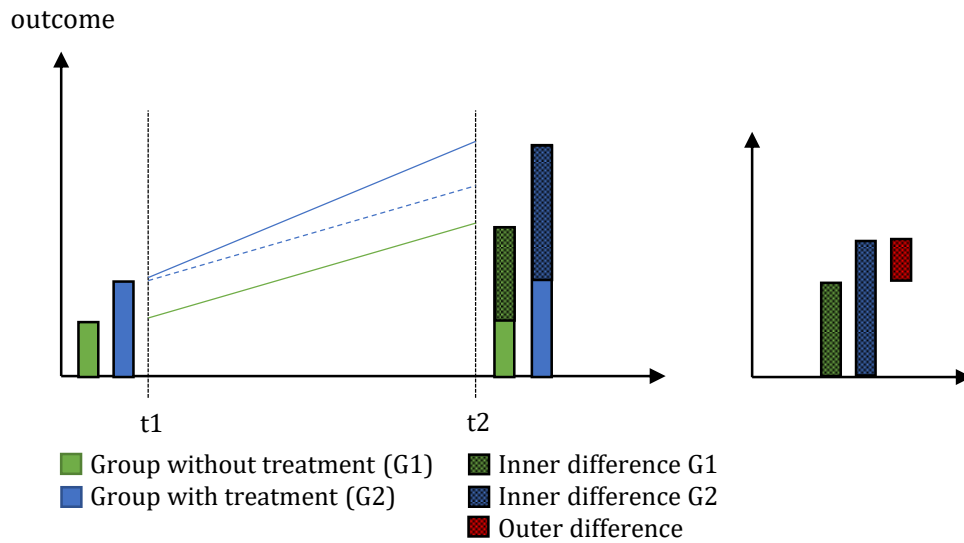 outcome
t1
t2
Group without treatment (G1)
Group with treatment (G2)
Inner difference G1
Inner difference G2
Outer difference